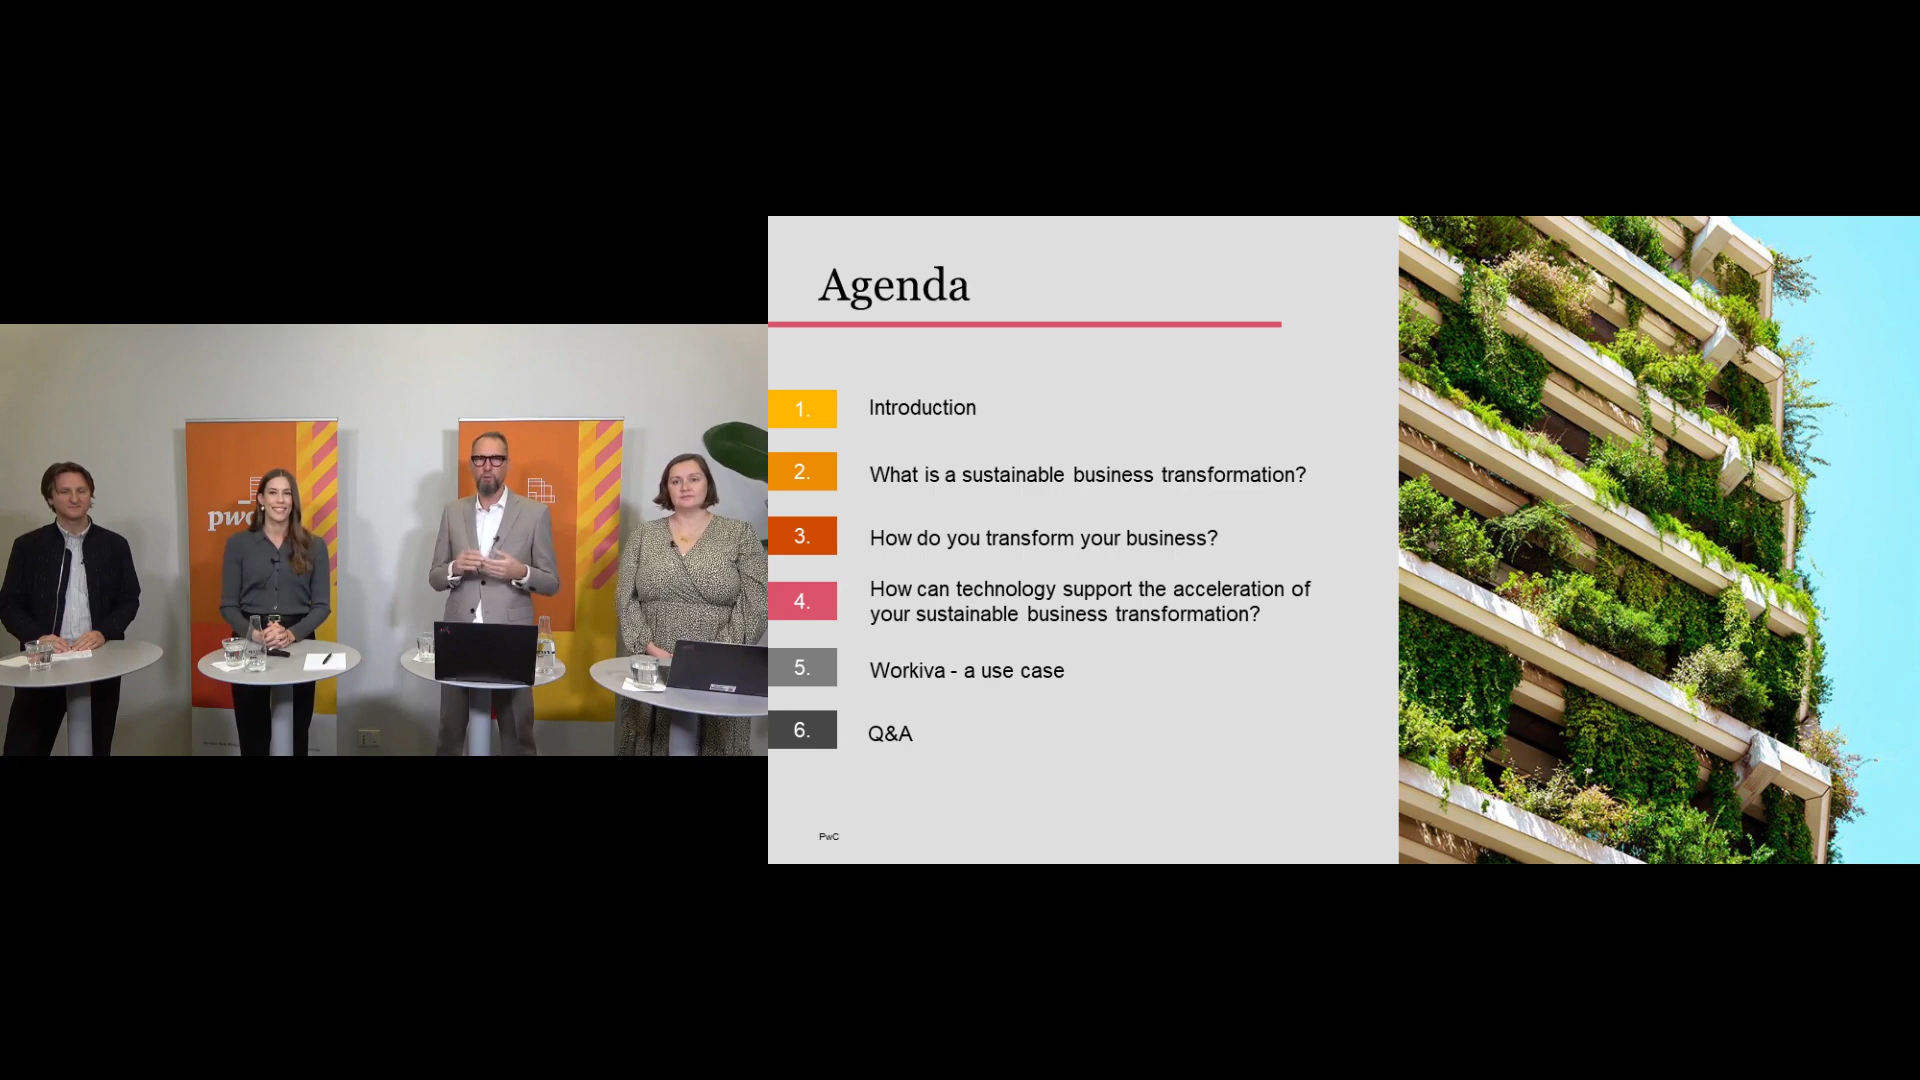 pwc
Agenda
1.
Introduction
2.
What is a sustainable business transformation?
3.
How do you transform your business?
4.
How can technology support the acceleration of
your sustainable business transformation?
5.
Workiva - a use case
6.
Q&A
PwC